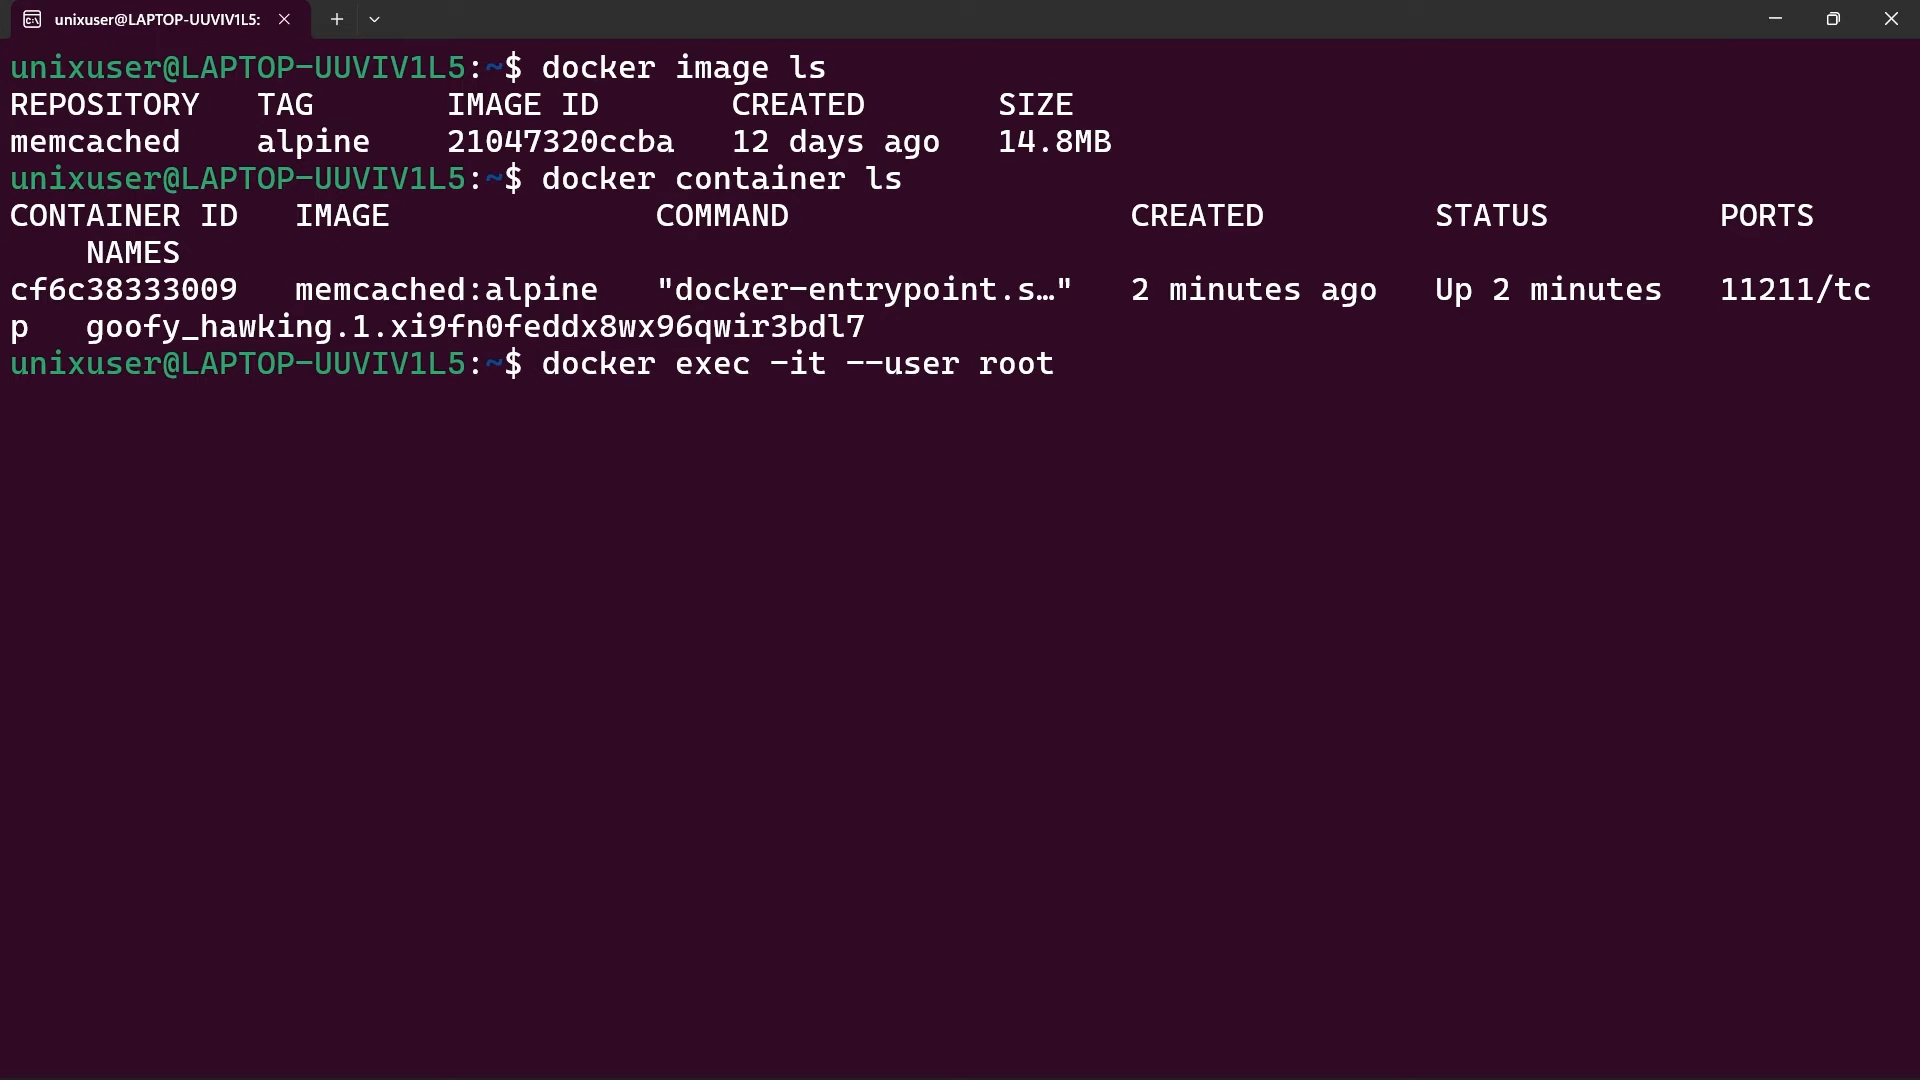 unixuser@LAPTOP-UUVIV1L5:
unixuser@LAPTOP-UUVIV1L5:~$ docker image ls
REPOSITORY   TAG       IMAGE ID       CREATED       SIZE
memcached    alpine    21047320ccba   12 days ago   14.8MB
unixuser@LAPTOP-UUVIV1L5:~$ docker container ls
CONTAINER ID   IMAGE              COMMAND                  CREATED         STATUS         PORTS
    NAMES
cf6c38333009   memcached:alpine   "docker-entrypoint.s…"   2 minutes ago   Up 2 minutes   11211/tc
p   goofy_hawking.1.xi9fn0feddx8wx96qwir3bdl7
unixuser@LAPTOP-UUVIV1L5:~$ docker exec -it --user root